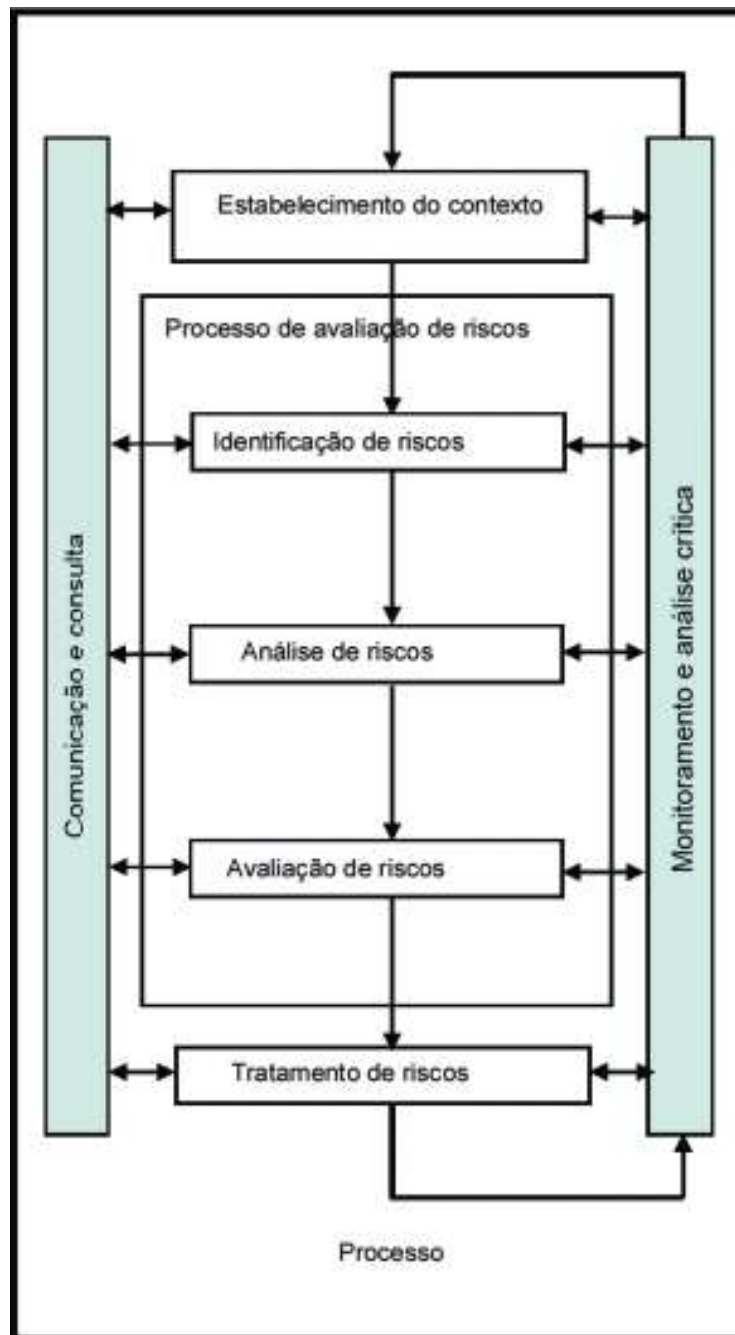 Estabelecimento do contexto
Processo de avaliação de riscos
Identificação de riscos
Análise de riscos
Avaliação de riscos
Tratamento de riscos
Comunicação e consulta
Monitoramento e análise crítica
Processo